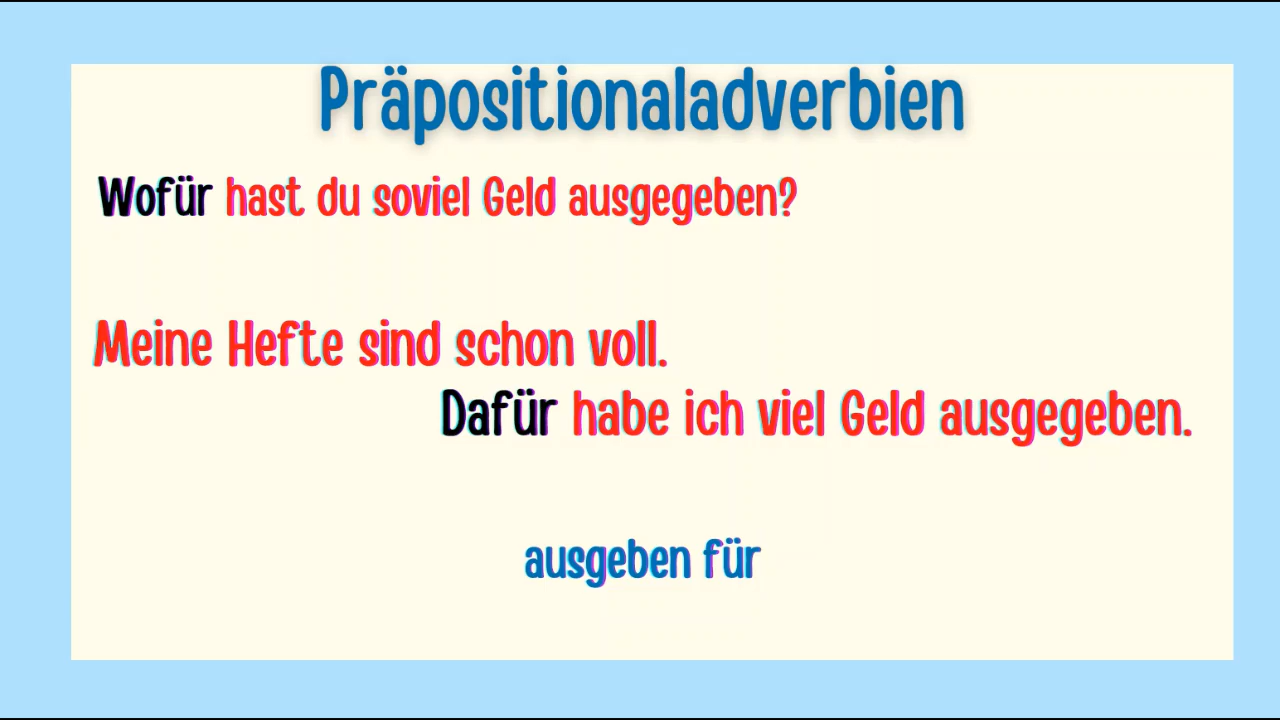 Präpositionaladverbien
Wofür hast du soviel Geld ausgegeben?
Meine Hefte sind schon voll.
Dafür habe ich viel Geld ausgegeben.
ausgeben für